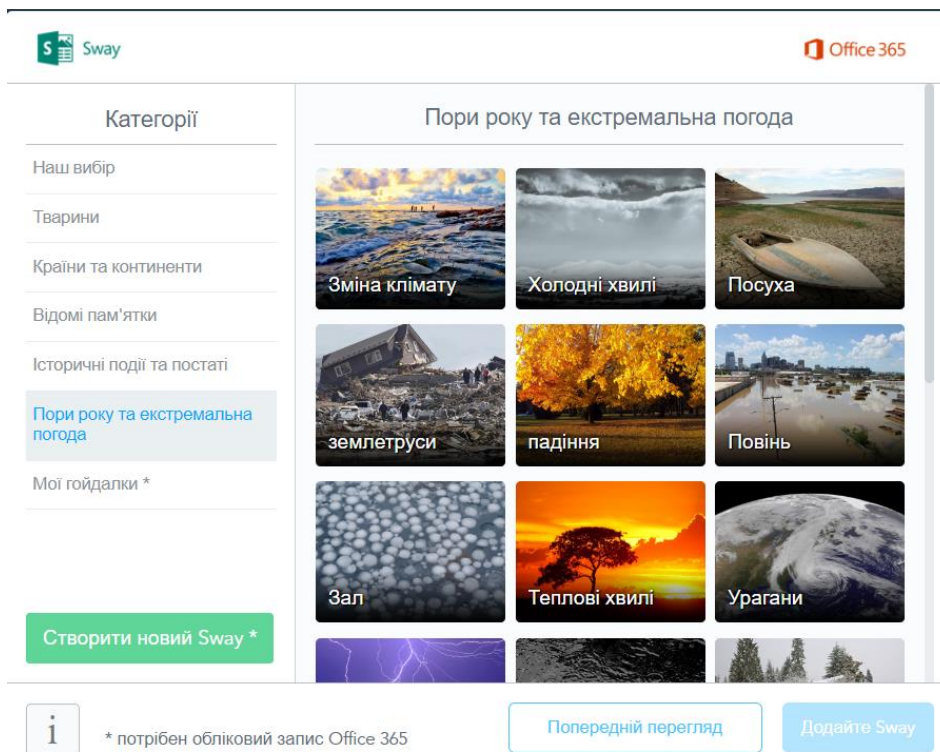 S Sway
Office 365
Категорії
Наш вибір
Тварини
Країни та континенти
Відомі пам'ятки
Історичні події та постаті
Пори року та екстремальна
погода
Мої гойдалки *
Створити новий Sway *
Пори року та екстремальна погода
Зміна клімату
Холодні хвилі
Посуха
землетруси
падіння
Повінь
Зал
Теплові хвилі
Урагани
i
* потрібен обліковий запис Office 365
Попередній перегляд
Додайте Sway